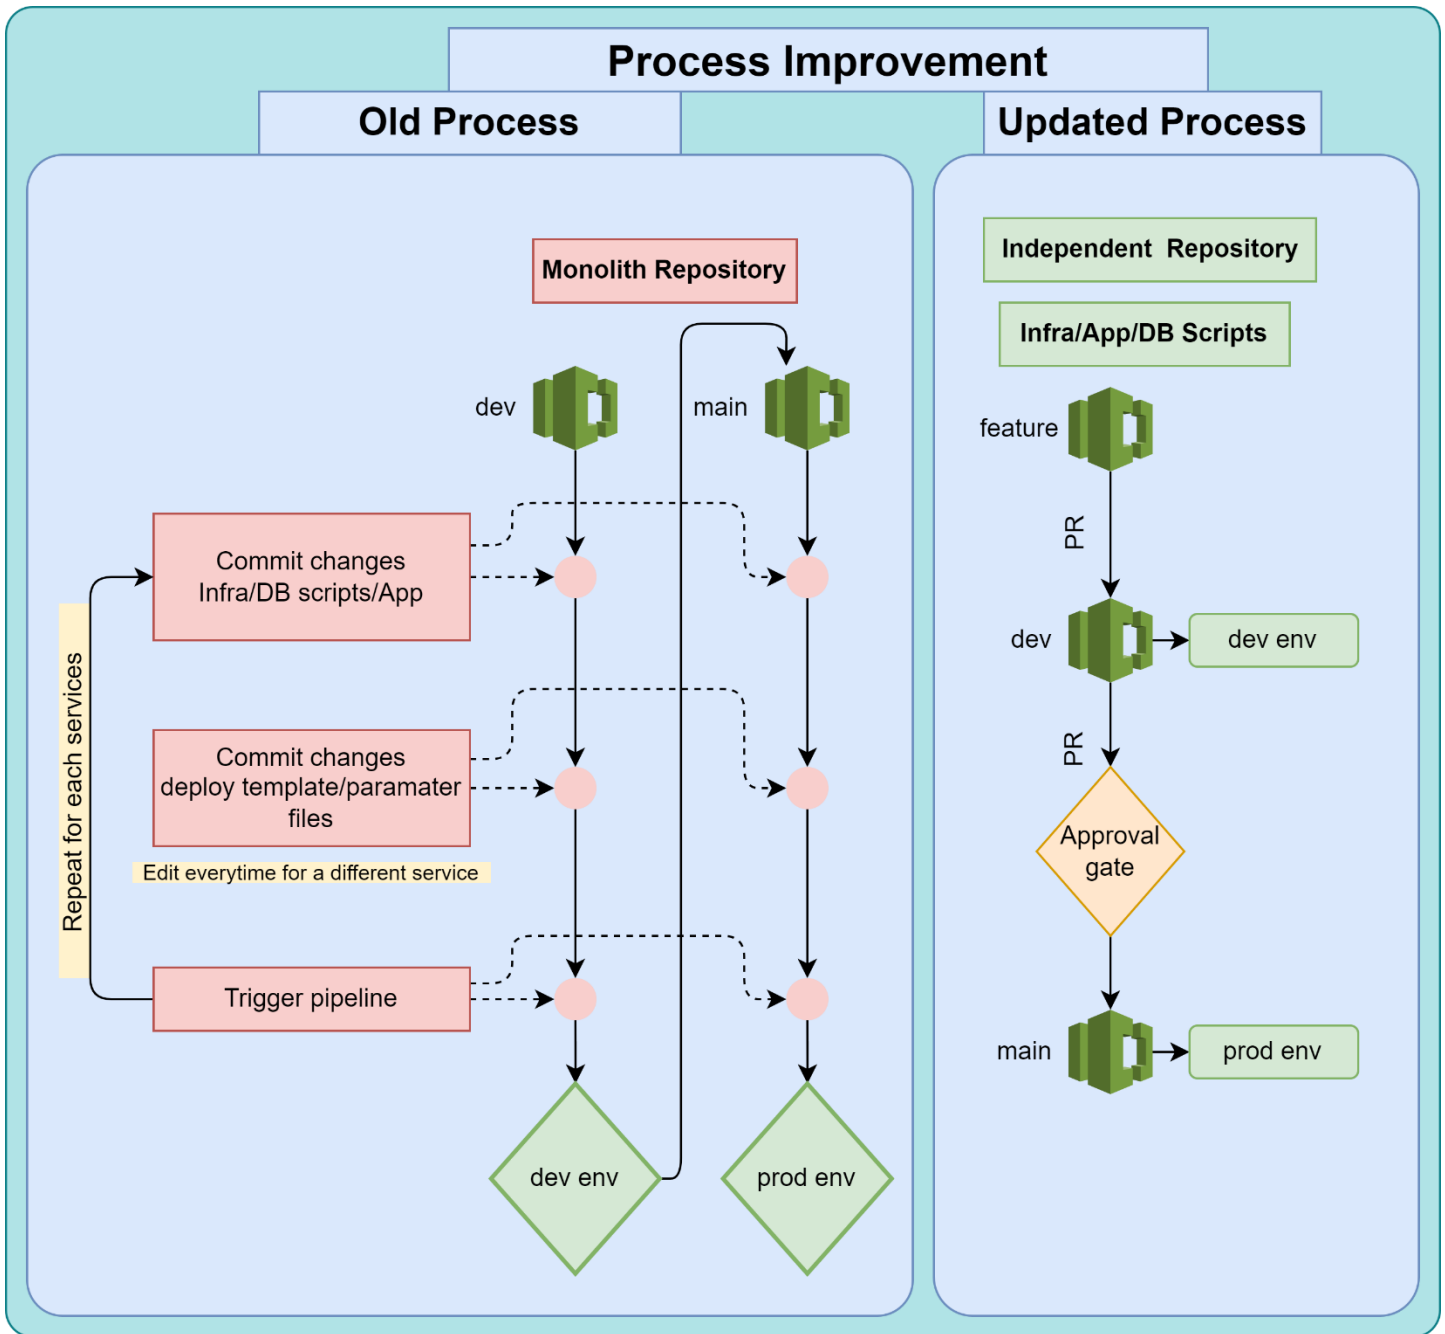 Process Improvement
Old Process
Updated Process
Monolith Repository
dev
main
Commit changes
Infra/DB scripts/App
Commit changes
deploy template/paramater
files
Edit everytime for a different service
Repeat for each services
Trigger pipeline
dev env
prod env
Independent  Repository
Infra/App/DB Scripts
feature
PR
dev
dev env
PR
Approval
gate
main
prod env